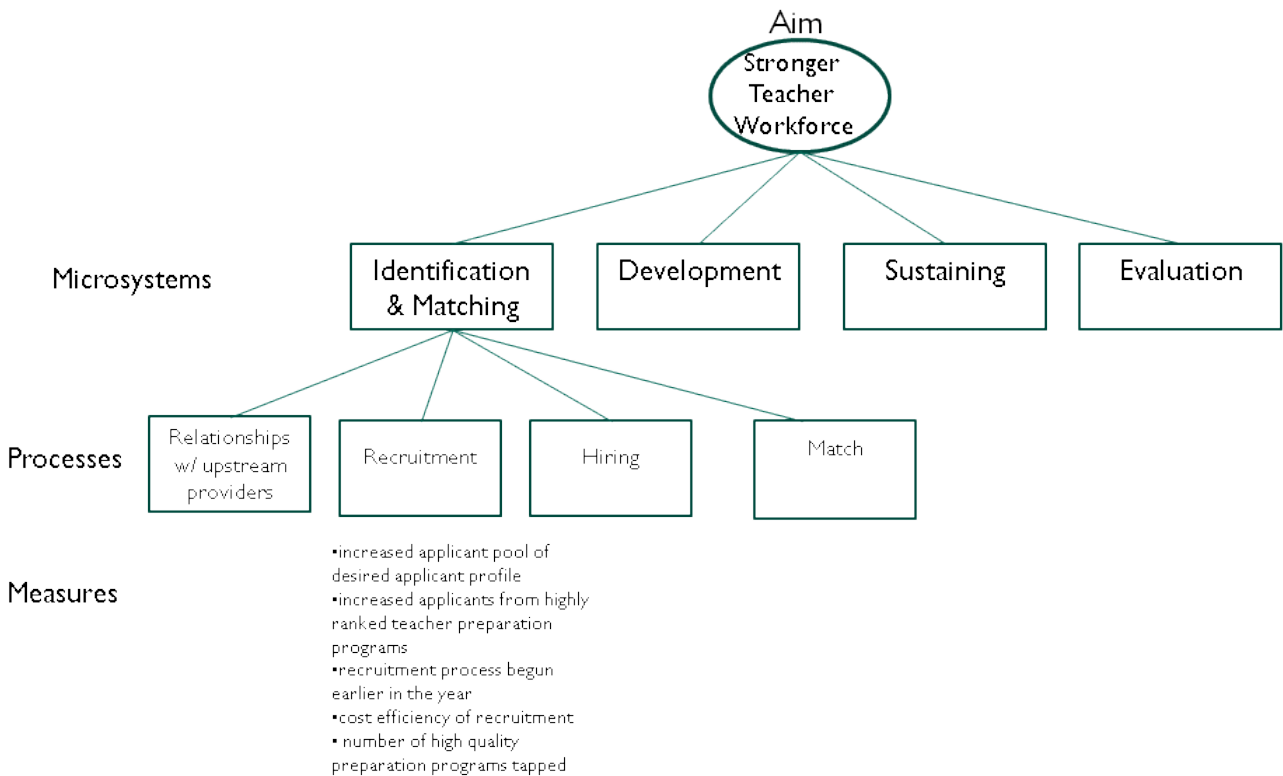 Aim
Stronger
Teacher
Workforce
Microsystems
Identification
& Matching
Development
Sustaining
Evaluation
Processes
Relationships
w/ upstream
providers
Recruitment
Hiring
Match
Measures
•increased applicant pool of
desired applicant profile
•increased applicants from highly
ranked teacher preparation
programs
•recruitment process begun
earlier in the year
•cost efficiency of recruitment
• number of high quality
preparation programs tapped